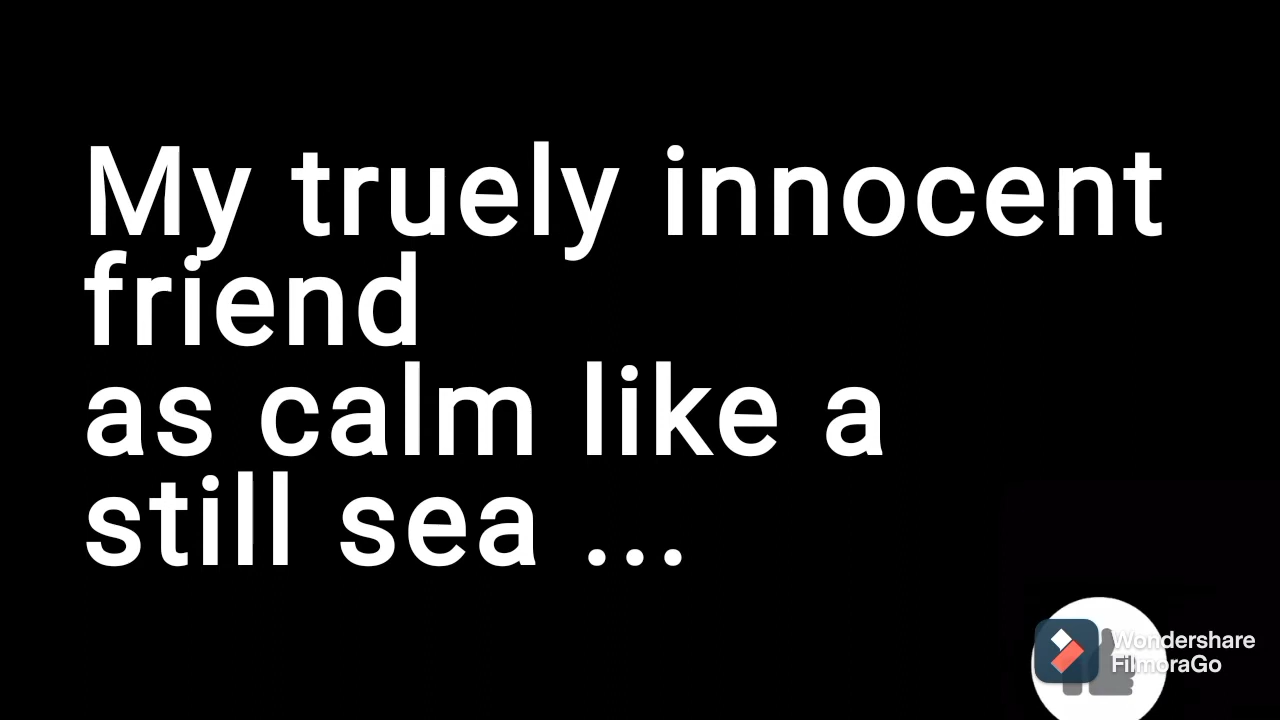 My truely innocent
friend
as calm like a
still sea ...
Wondershare
FilmoraGo